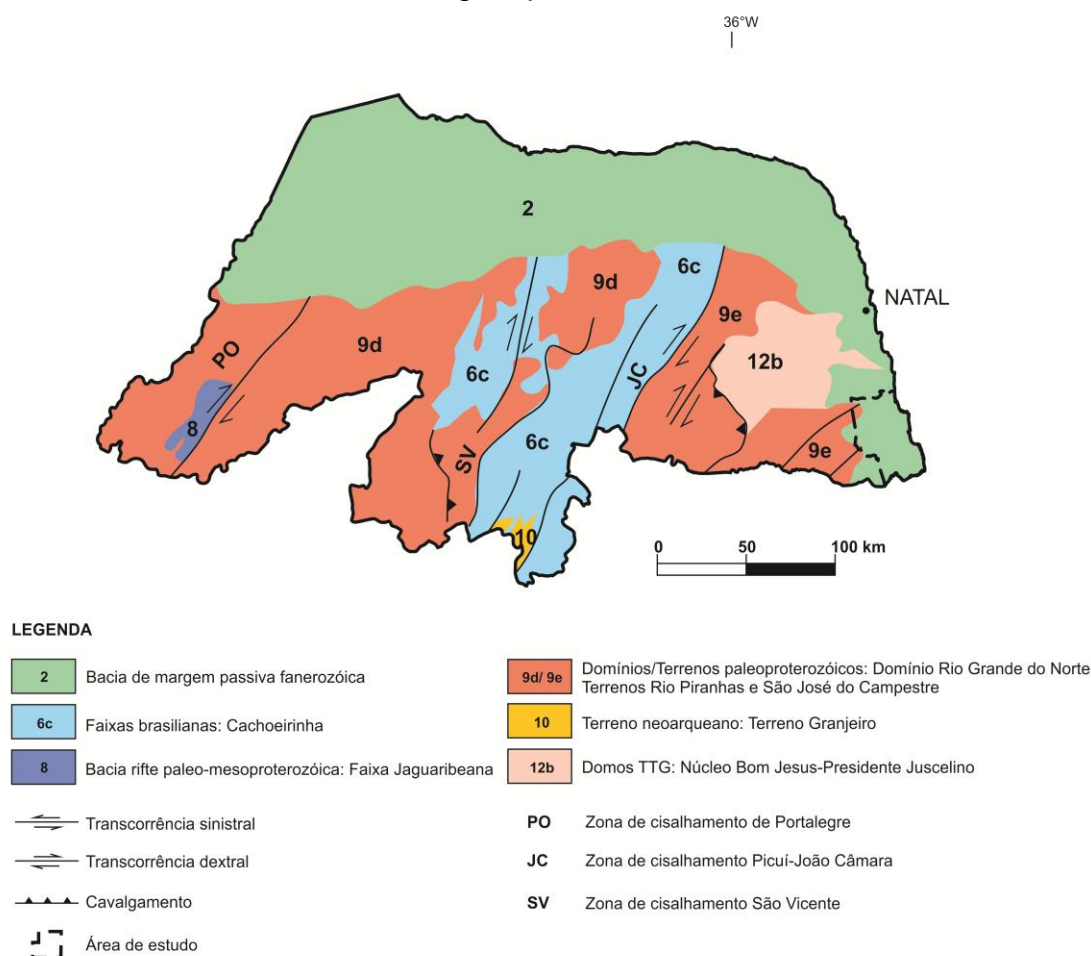 36°W
2
9d
6c
9e
NATAL
PO
9d
12b
6c
JC
8
6c
9e
SV
10
0 50 100 km
LEGENDA
2 Bacia de margem passiva fanerozóica
6c Faixas brasilianas: Cachoeirinha
8 Bacia rifte paleo-mesoproterozóica: Faixa Jaguaribeana
Transcorrência sinistral
Transcorrência dextral
Cavalgamento
Área de estudo
9d/ 9e Domínios/Terrenos paleoproterozóicos: Domínio Rio Grande do Norte
Terrenos Rio Piranhas e São José do Campestre
10 Terreno neoarqueano: Terreno Granjeiro
12b Domos TTG: Núcleo Bom Jesus-Presidente Juscelino
PO Zona de cisalhamento de Portalegre
JC Zona de cisalhamento Picuí-João Câmara
SV Zona de cisalhamento São Vicente